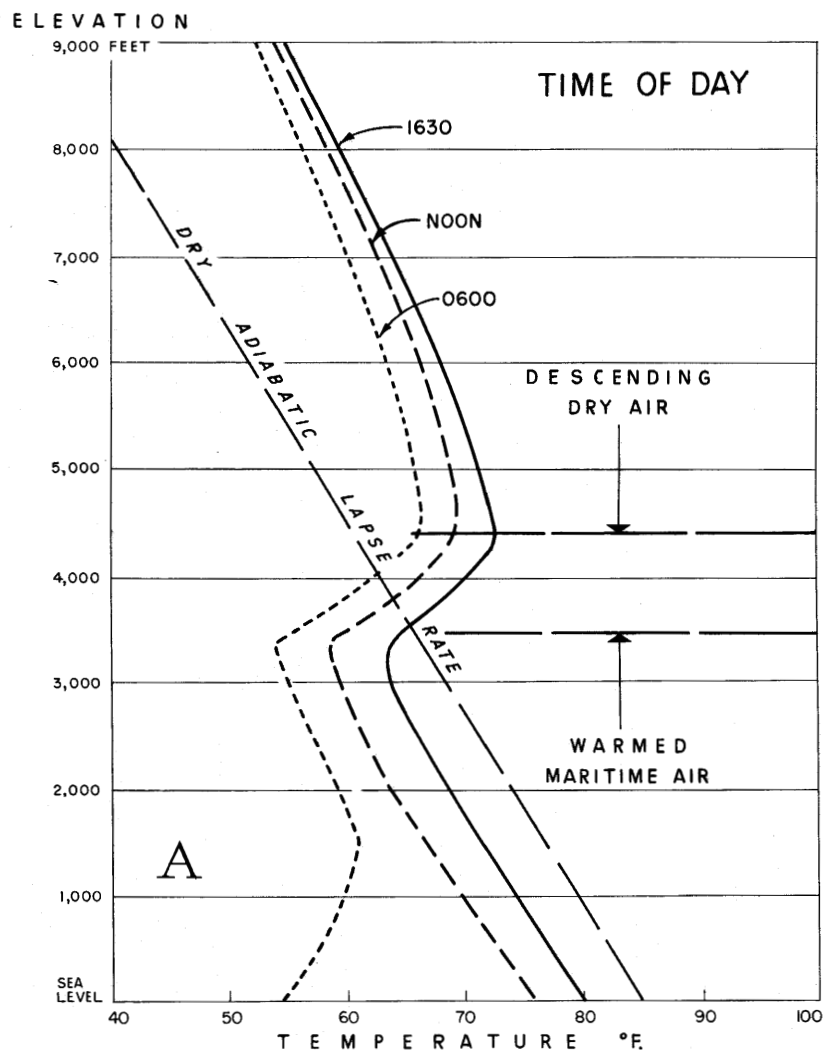 ELEVATION
9,000 FEET
TIME OF DAY
8,000
1630
NOON
7,000
0600
6,000
DRY ADIABATIC LAPSE RATE
DESCENDING
DRY AIR
5,000
4,000
3,000
WARMED
MARITIME AIR
2,000
A
1,000
SEA
LEVEL
40 50 60 70 80 90 100
TEMPERATURE °F.